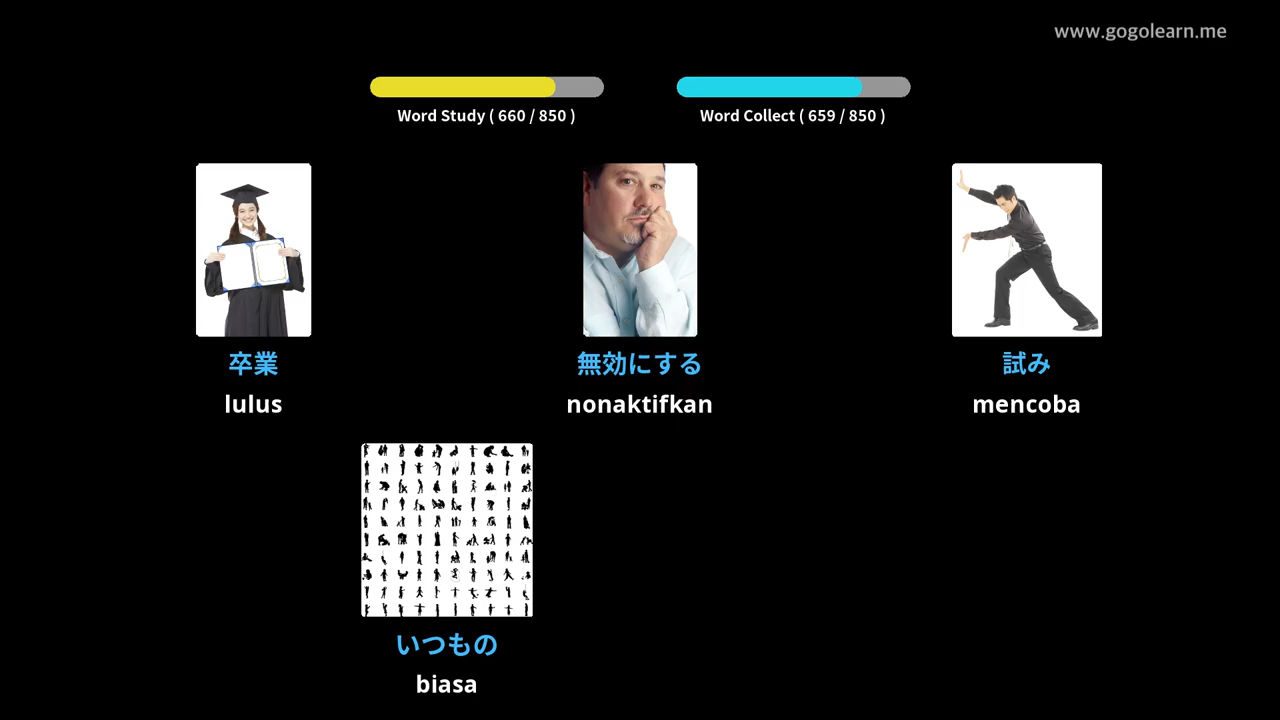 www.gogolearn.me
Word Study ( 660 / 850 )
Word Collect ( 659 / 850 )
卒業
lulus
無効にする
nonaktifkan
試み
mencoba
いつもの
biasa